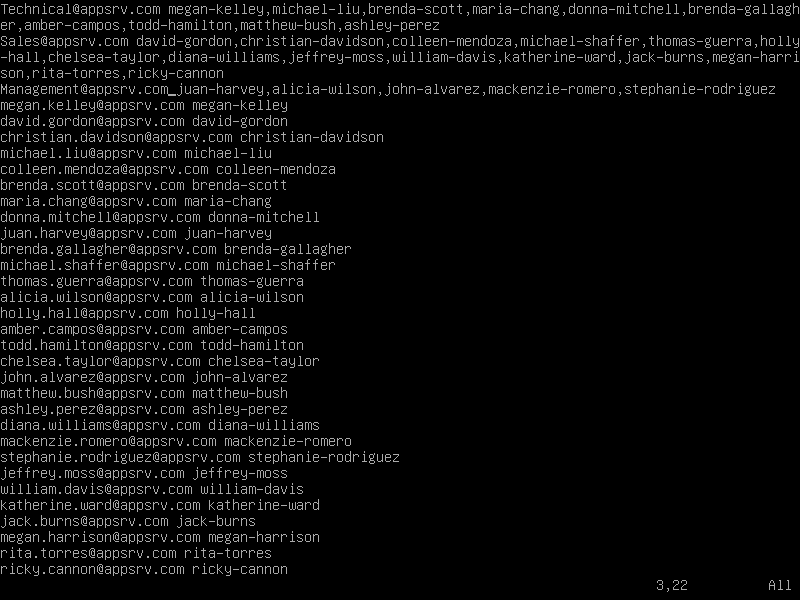 Technical@appsrv.com megan-kelley,michael-liu,brenda-scott,maria-chang,donna-mitchell,brenda-gallagh
er,amber-campos,todd-hamilton,matthew-bush,ashley-perez
Sales@appsrv.com david-gordon,christian-davidson,colleen-mendoza,michael-shaffer,thomas-guerra,holly
-hall,chelsea-taylor,diana-williams,jeffrey-moss,william-davis,katherine-ward,jack-burns,megan-harri
son,rita-torres,ricky-cannon
Management@appsrv.com juan-harvey,alicia-wilson,john-alvarez,mackenzie-romero,stephanie-rodriguez
megan.kelley@appsrv.com megan-kelley
david.gordon@appsrv.com david-gordon
christian.davidson@appsrv.com christian-davidson
michael.liu@appsrv.com michael-liu
colleen.mendoza@appsrv.com colleen-mendoza
brenda.scott@appsrv.com brenda-scott
maria.chang@appsrv.com maria-chang
donna.mitchell@appsrv.com donna-mitchell
juan.harvey@appsrv.com juan-harvey
brenda.gallagher@appsrv.com brenda-gallagher
michael.shaffer@appsrv.com michael-shaffer
thomas.guerra@appsrv.com thomas-guerra
alicia.wilson@appsrv.com alicia-wilson
holly.hall@appsrv.com holly-hall
amber.campos@appsrv.com amber-campos
todd.hamilton@appsrv.com todd-hamilton
chelsea.taylor@appsrv.com chelsea-taylor
john.alvarez@appsrv.com john-alvarez
matthew.bush@appsrv.com matthew-bush
ashley.perez@appsrv.com ashley-perez
diana.williams@appsrv.com diana-williams
mackenzie.romero@appsrv.com mackenzie-romero
stephanie.rodriguez@appsrv.com stephanie-rodriguez
jeffrey.moss@appsrv.com jeffrey-moss
william.davis@appsrv.com william-davis
katherine.ward@appsrv.com katherine-ward
jack.burns@appsrv.com jack-burns
megan.harrison@appsrv.com megan-harrison
rita.torres@appsrv.com rita-torres
ricky.cannon@appsrv.com ricky-cannon
3,22 All